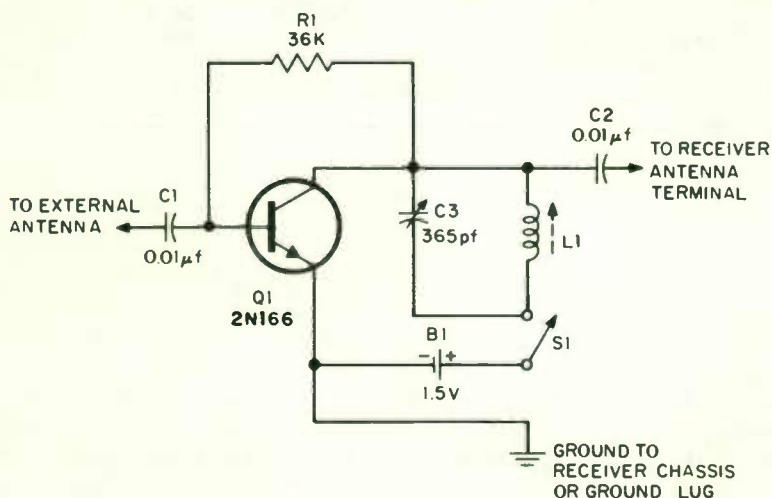 R1
36K
C2
0.01μf
TO RECEIVER
ANTENNA
TERMINAL
C1
TO EXTERNAL
ANTENNA
0.01μf
C3
365pf
L1
Q1
2N166
B1
- +
1.5V
S1
GROUND TO
RECEIVER CHASSIS
OR GROUND LUG